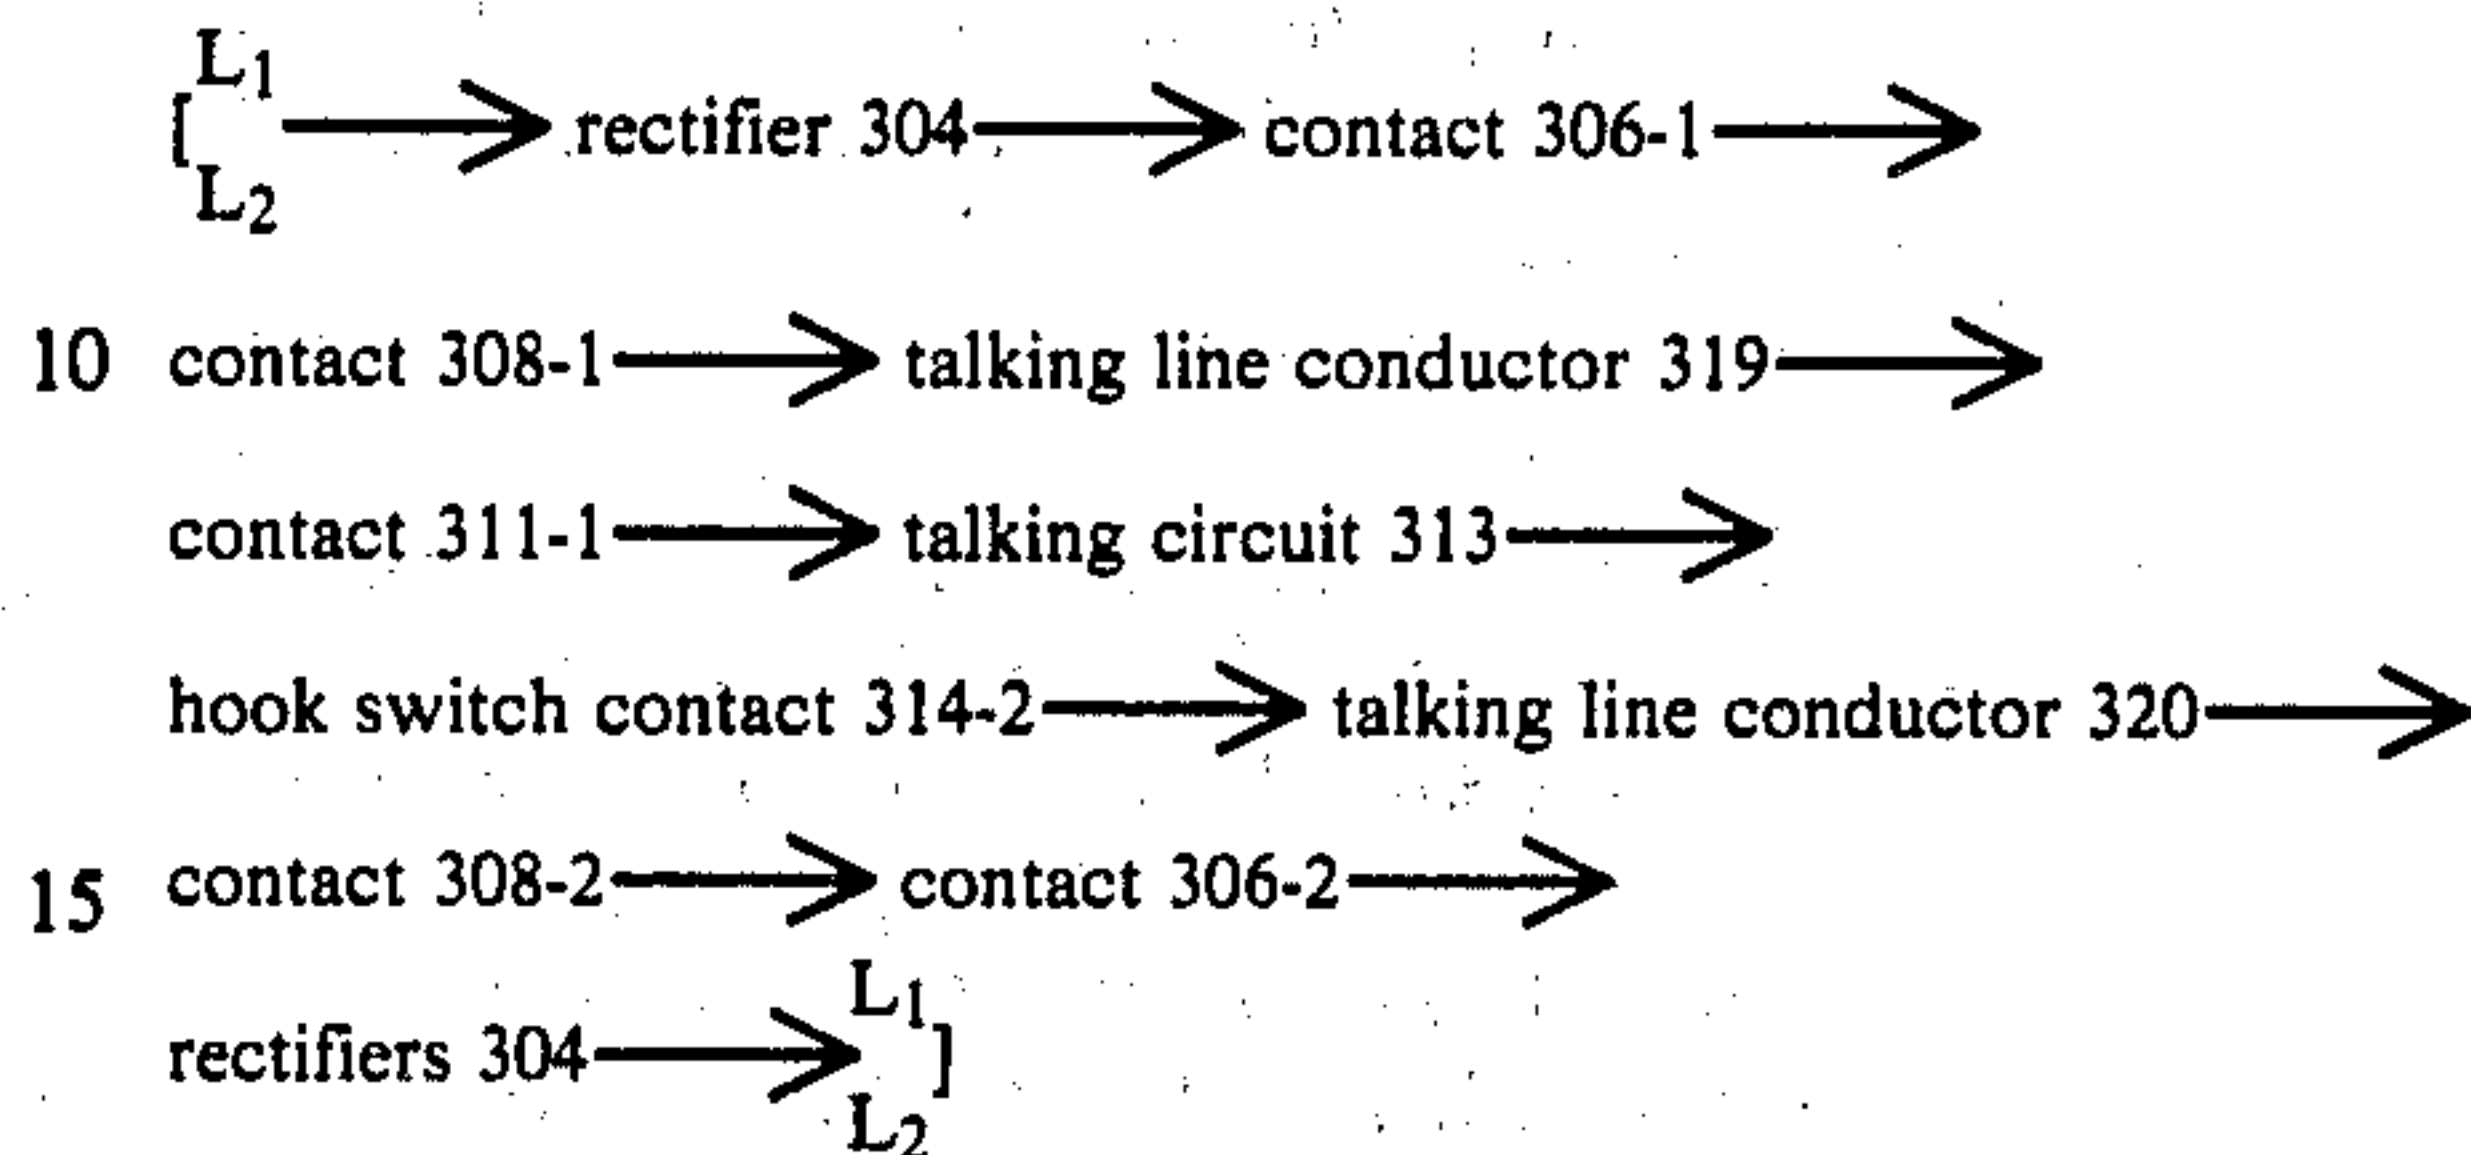 L1
[ ⟶ rectifier 304 ⟶ contact 306-1 ⟶
L2
10 contact 308-1 ⟶ talking line conductor 319 ⟶
contact 311-1 ⟶ talking circuit 313 ⟶
hook switch contact 314-2 ⟶ talking line conductor 320 ⟶
15 contact 308-2 ⟶ contact 306-2 ⟶
L1
rectifiers 304 ⟶ ]
L2